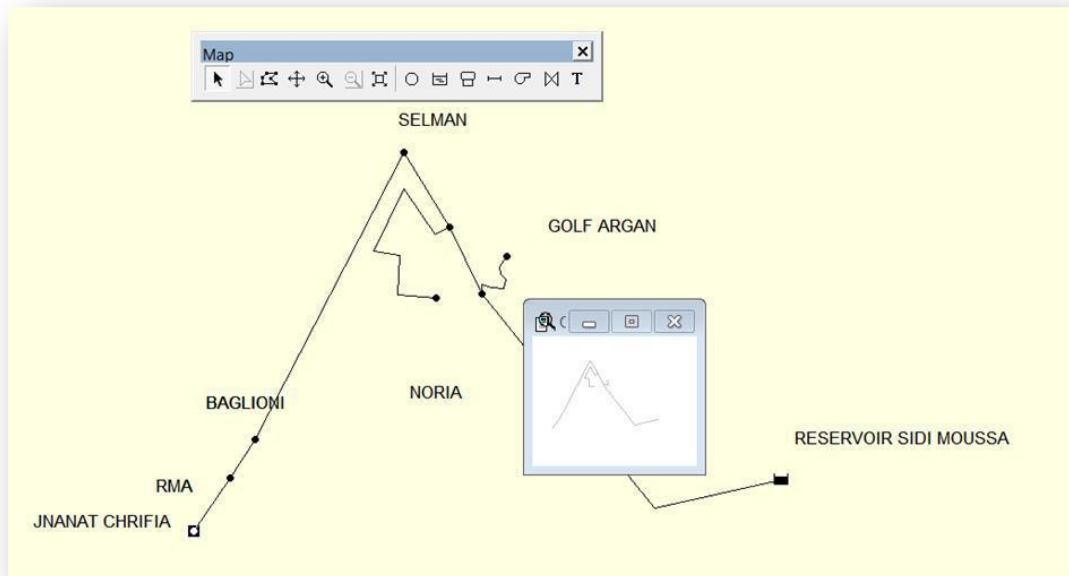 Map
T
SELMAN
GOLF ARGAN
BAGLIONI
NORIA
RESERVOIR SIDI MOUSSA
RMA
JNANAT CHRIFIA